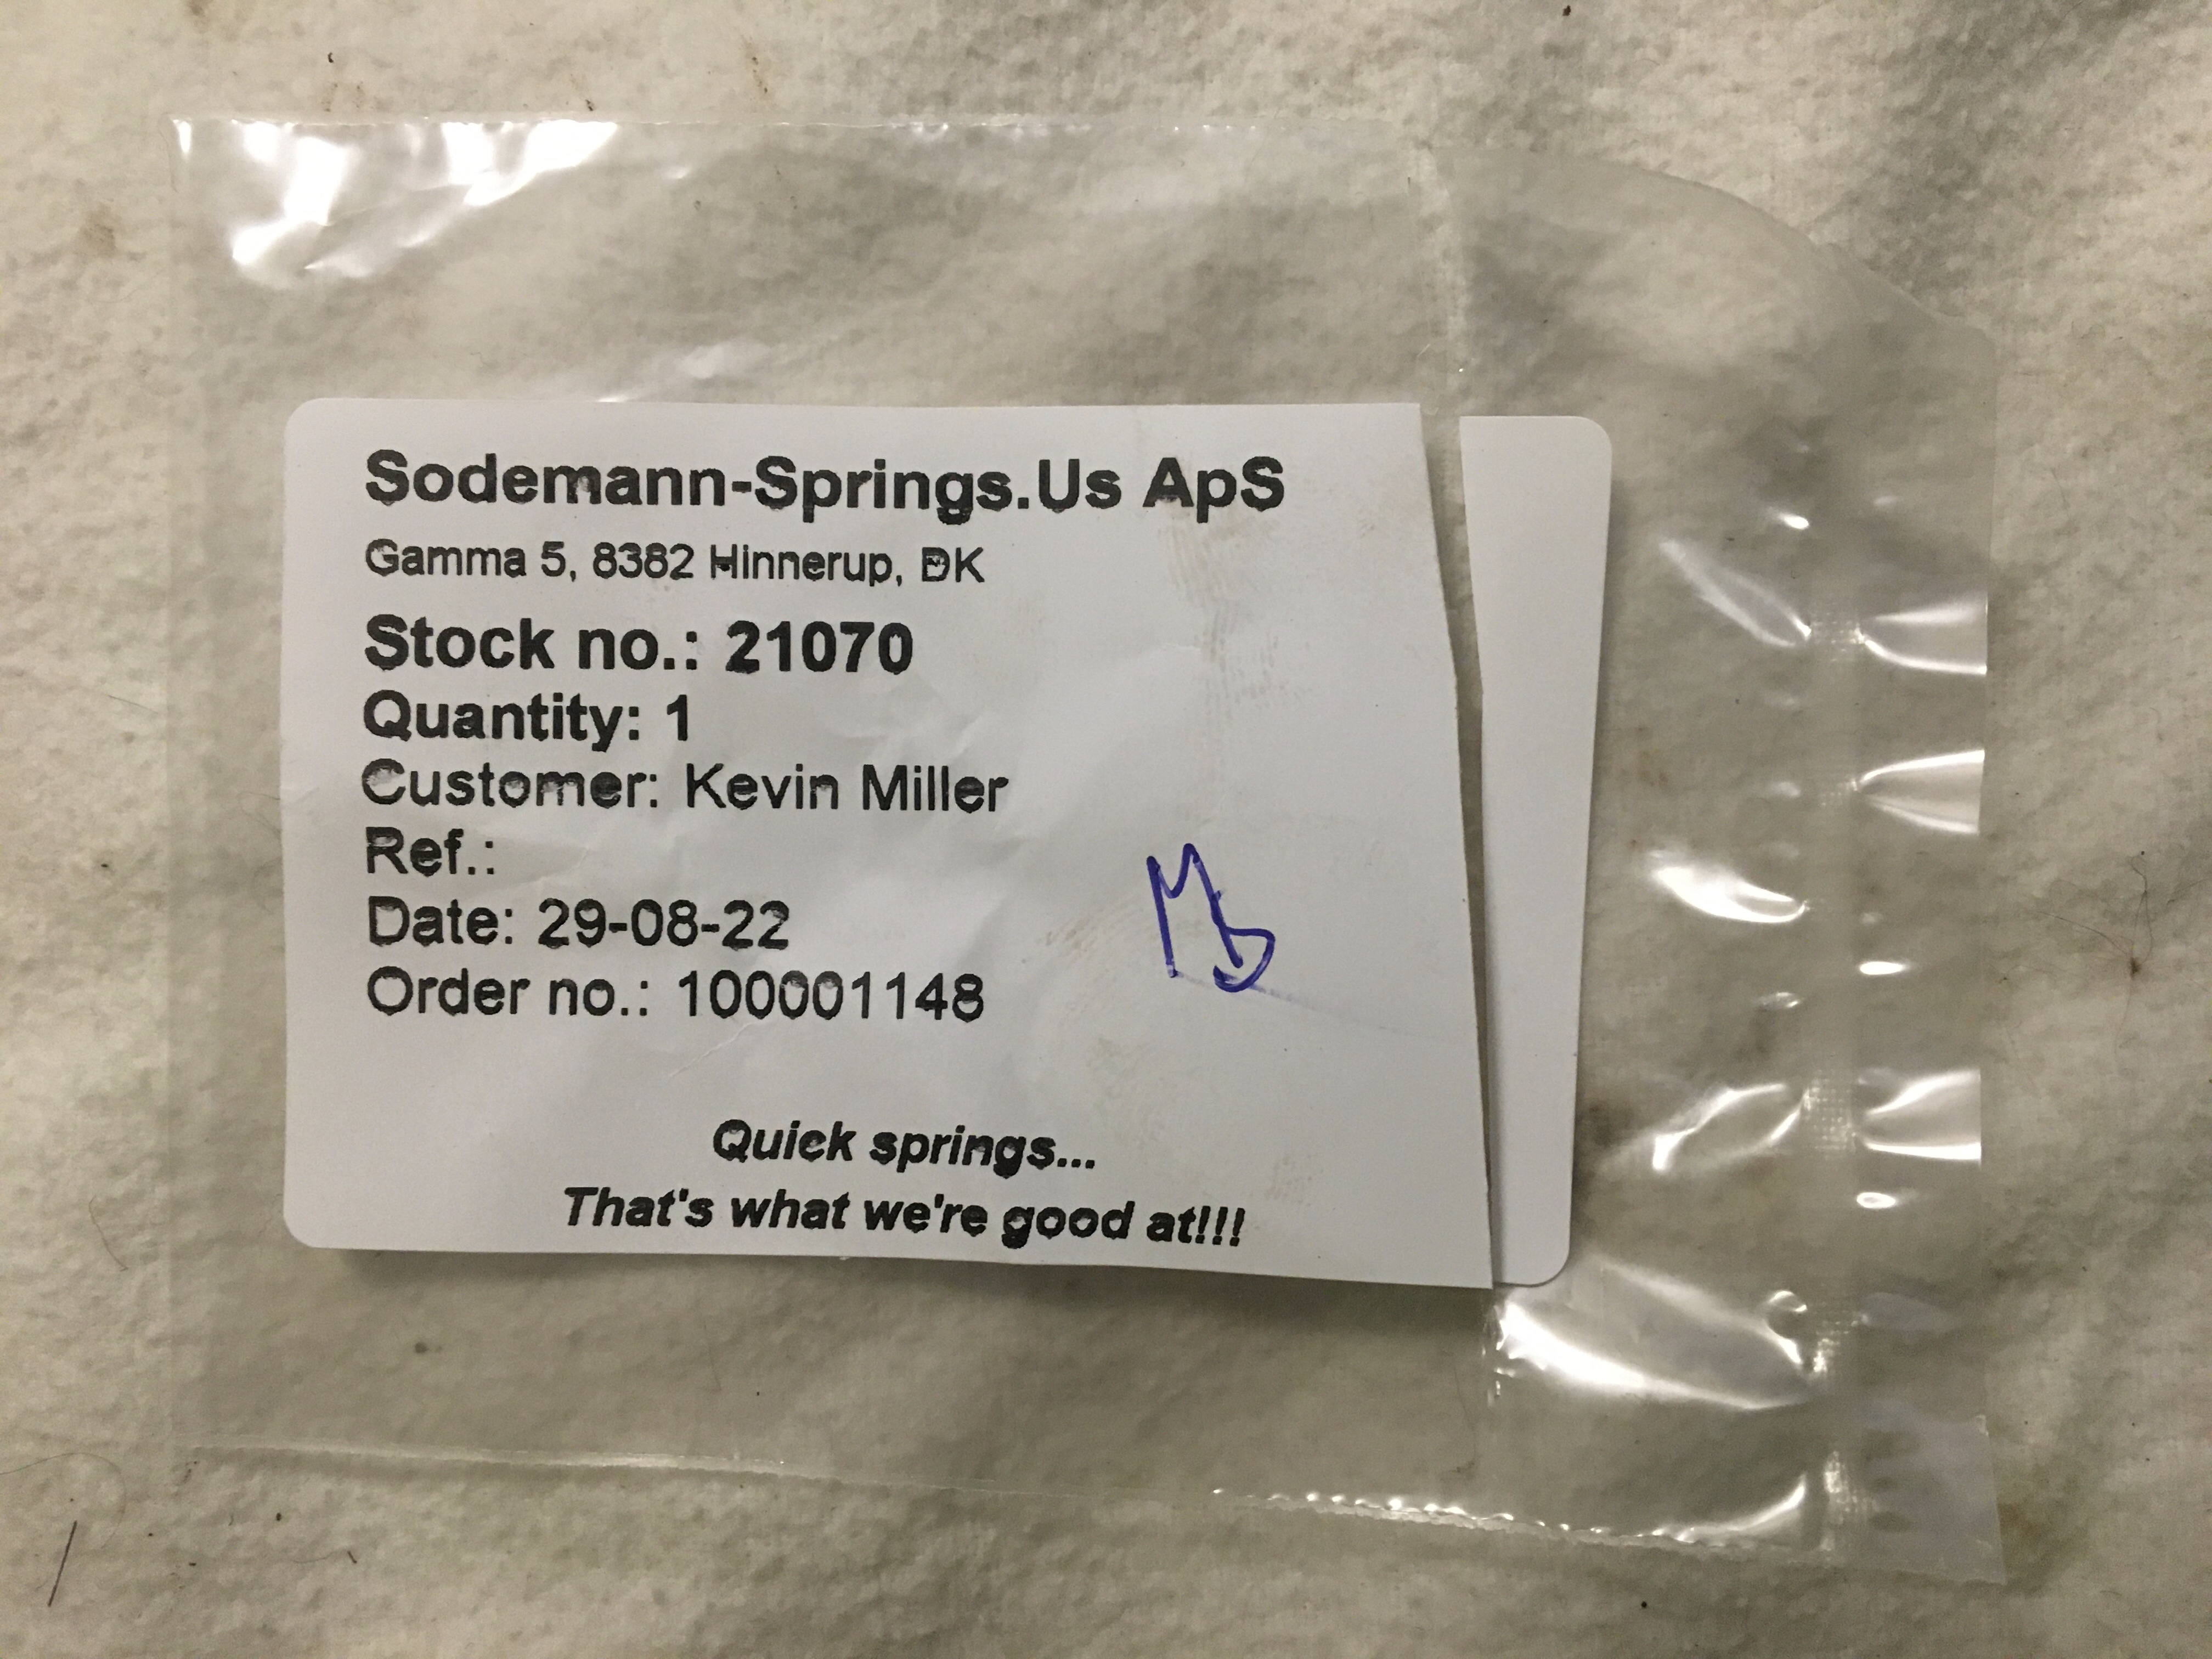 Sodemann-Springs.Us ApS
Gamma 5, 8382 Hinnerup, DK
Stock no.: 21070
Quantity: 1
Customer: Kevin Miller
Ref.:
Date: 29-08-22
Order no.: 100001148
Quick springs...
That's what we're good at!!!